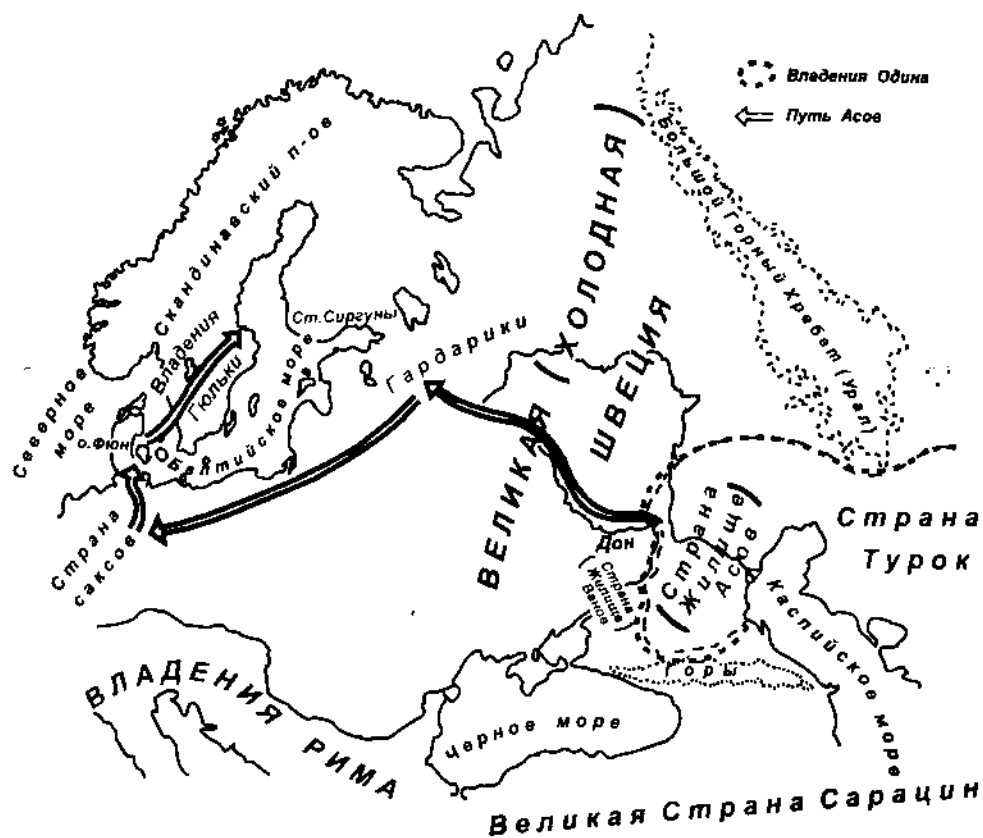 Владения Одина
Путь Асов
Большой Горный Хребет (Урал)
Скандинавский п-ов
ХОЛОДНАЯ
ВЕЛИКАЯ
ШВЕЦИЯ
Ст. Сиргуны
Гардарики
Владения
Гюльки
Северное
море
о. Фюн
Балтийское море
Страна
саксов
Дон
Страна
Жилище
Ванов
Страна
Жилище
Асов
Страна
Турок
Каспийское море
Горы
ВЛАДЕНИЯ РИМА
Черное море
Великая Страна Сарацин